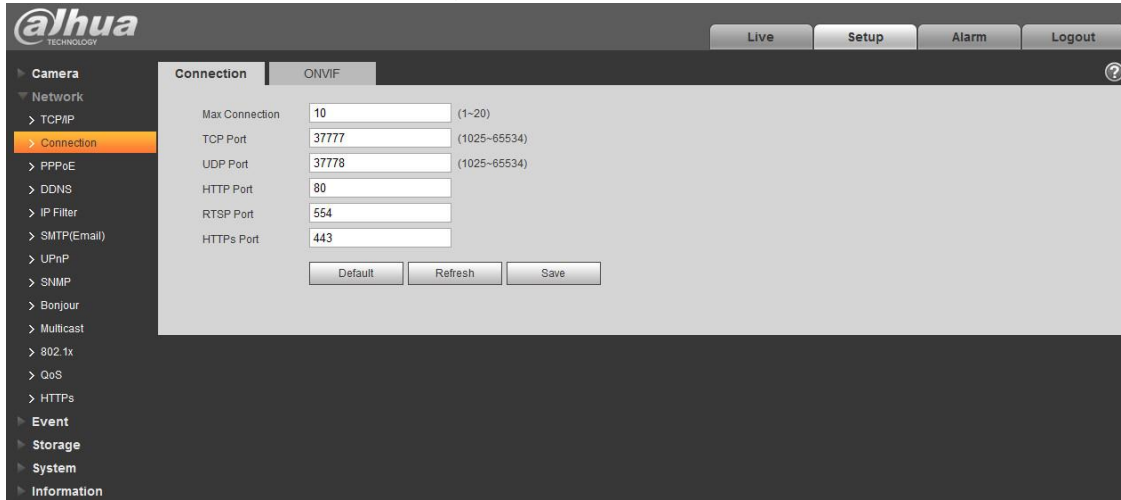 alhua
TECHNOLOGY
Live Setup Alarm Logout
Camera
Network
> TCP/IP
> Connection
> PPPoE
> DDNS
> IP Filter
> SMTP(Email)
> UPnP
> SNMP
> Bonjour
> Multicast
> 802.1x
> QoS
> HTTPs
Event
Storage
System
Information
Connection ONVIF ?
Max Connection 10 (1~20)
TCP Port 37777 (1025~65534)
UDP Port 37778 (1025~65534)
HTTP Port 80
RTSP Port 554
HTTPs Port 443
Default Refresh Save